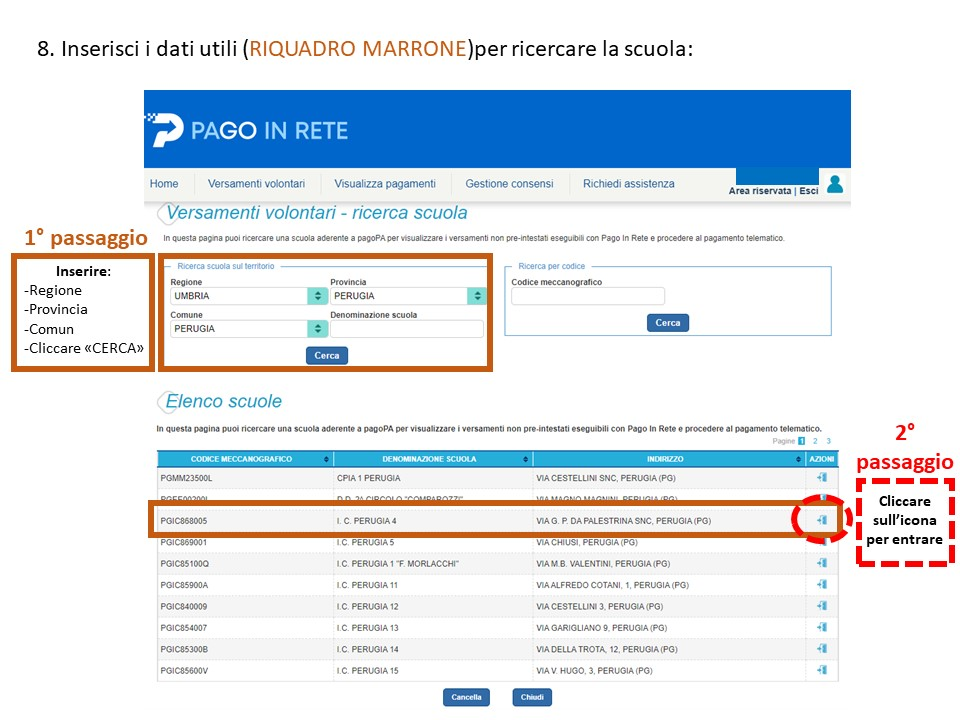 8. Inserisci i dati utili (RIQUADRO MARRONE)per ricercare la scuola:
PAGO IN RETE
Home Versamenti volontari Visualizza pagamenti Gestione consensi Richiedi assistenza
Area riservata | Esci
Versamenti volontari - ricerca scuola
In questa pagina puoi ricercare una scuola aderente a pagoPA per visualizzare i versamenti non pre-intestati eseguibili con Pago In Rete e procedere al pagamento telematico.
1° passaggio
Inserire:
-Regione
-Provincia
-Comun
-Cliccare «CERCA»
Ricerca scuola sul territorio
Regione Provincia
UMBRIA PERUGIA
Comune Denominazione scuola
PERUGIA
Cerca
Ricerca per codice
Codice meccanografico
Cerca
Elenco scuole
In questa pagina puoi ricercare una scuola aderente a pagoPA per visualizzare i versamenti non pre-intestati eseguibili con Pago In Rete e procedere al pagamento telematico.
Pagine 1 2 3
CODICE MECCANOGRAFICO DENOMINAZIONE SCUOLA INDIRIZZO AZIONI
PGMM23500L CPIA 1 PERUGIA VIA CESTELLINI SNC, PERUGIA (PG)
PGEE00200L D.D. 2^ CIRCOLO "COMPAROZZI" VIA MAGNO MAGNINI, PERUGIA (PG)
PGIC868005 I. C. PERUGIA 4 VIA G. P. DA PALESTRINA SNC, PERUGIA (PG)
PGIC869001 I.C. PERUGIA 5 VIA CHIUSI, PERUGIA (PG)
PGIC85100Q I.C. PERUGIA 1 "F. MORLACCHI" VIA M.B. VALENTINI, PERUGIA (PG)
PGIC85900A I.C. PERUGIA 11 VIA ALFREDO COTANI, 1, PERUGIA (PG)
PGIC840009 I.C. PERUGIA 12 VIA CESTELLINI 3, PERUGIA (PG)
PGIC854007 I.C. PERUGIA 13 VIA GARIGLIANO 9, PERUGIA (PG)
PGIC85300B I.C. PERUGIA 14 VIA DELLA TROTA, 12, PERUGIA (PG)
PGIC85600V I.C. PERUGIA 15 VIA V. HUGO, 3, PERUGIA (PG)
Cancella Chiudi
2°
passaggio
Cliccare
sull'icona
per entrare